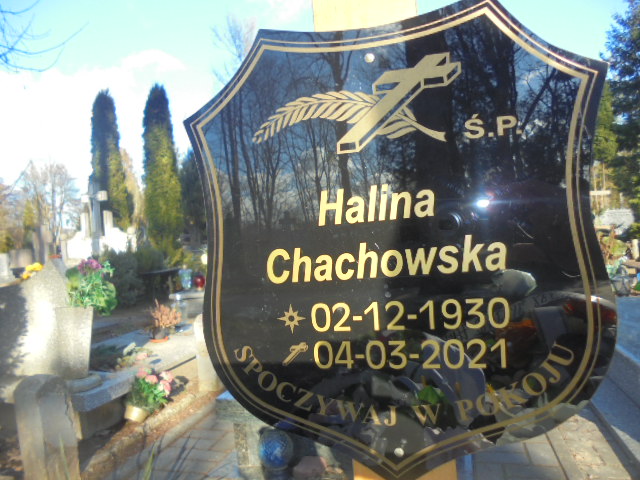 Ś.P.
Halina
Chachowska
02-12-1930
04-03-2021
SPOCZYWAJ W POKOJU